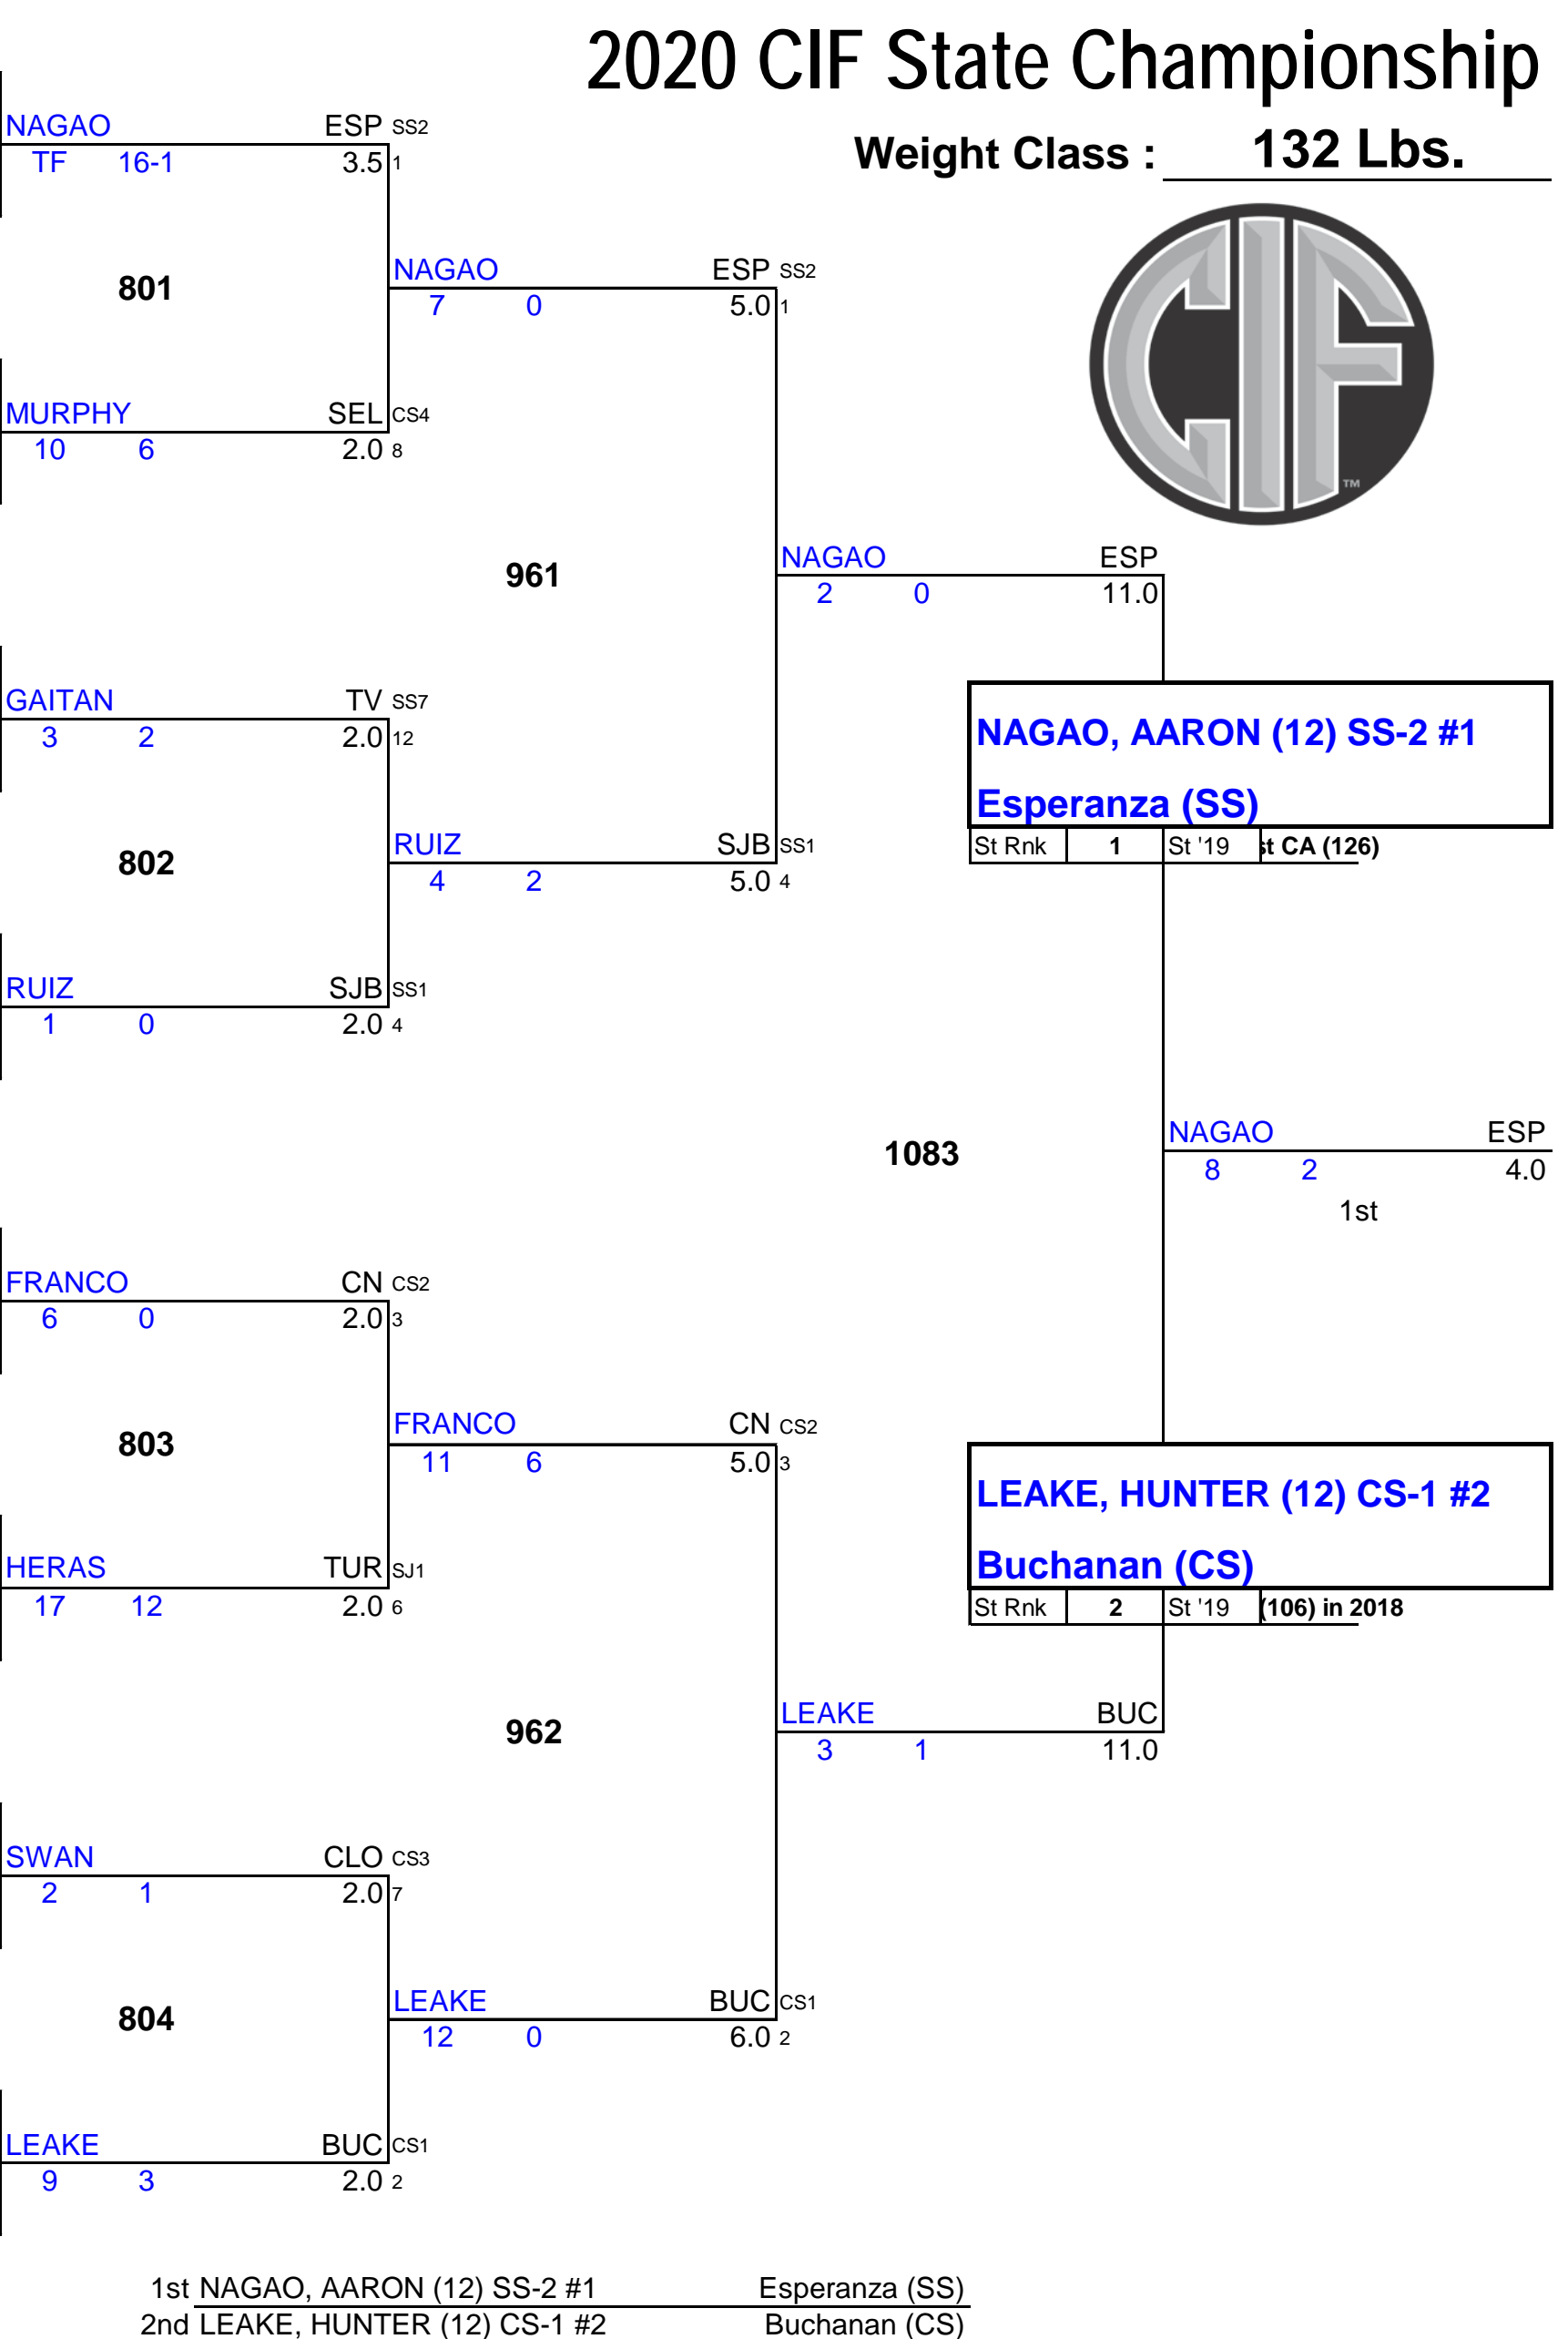 2020 CIF State Championship
Weight Class : 132 Lbs.
CIF
TM
NAGAO ESP SS2
TF 16-1 3.5 1
801
NAGAO ESP SS2
7 0 5.0 1
MURPHY SEL CS4
10 6 2.0 8
961
NAGAO ESP
2 0 11.0
GAITAN TV SS7
3 2 2.0 12
NAGAO, AARON (12) SS-2 #1
Esperanza (SS)
St Rnk 1 St '19 st CA (126)
802
RUIZ SJB SS1
4 2 5.0 4
RUIZ SJB SS1
1 0 2.0 4
1083
NAGAO ESP
8 2 4.0
1st
FRANCO CN CS2
6 0 2.0 3
803
FRANCO CN CS2
11 6 5.0 3
LEAKE, HUNTER (12) CS-1 #2
Buchanan (CS)
St Rnk 2 St '19 (106) in 2018
HERAS TUR SJ1
17 12 2.0 6
962
LEAKE BUC
3 1 11.0
SWAN CLO CS3
2 1 2.0 7
804
LEAKE BUC CS1
12 0 6.0 2
LEAKE BUC CS1
9 3 2.0 2
1st NAGAO, AARON (12) SS-2 #1 Esperanza (SS)
2nd LEAKE, HUNTER (12) CS-1 #2 Buchanan (CS)